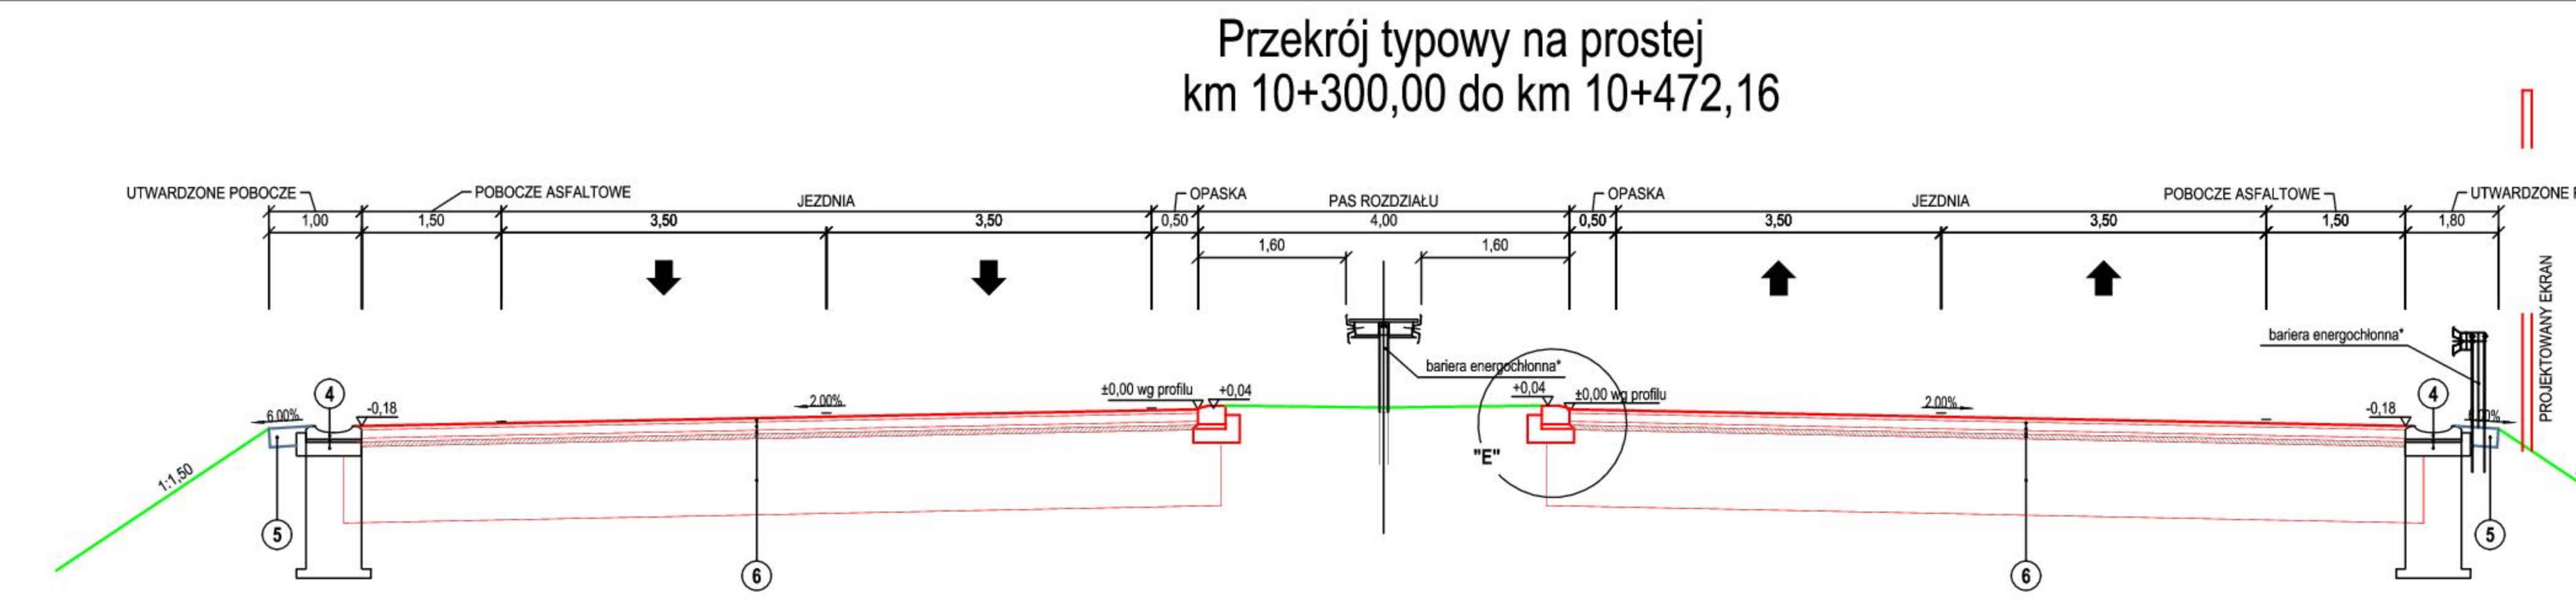 Przekrój typowy na prostej
km 10+300,00 do km 10+472,16
UTWARDZONE POBOCZE
POBOCZE ASFALTOWE
JEZDNIA
OPASKA
PAS ROZDZIAŁU
OPASKA
JEZDNIA
POBOCZE ASFALTOWE
UTWARDZONE
1,00
1,50
3,50
3,50
0,50
4,00
0,50
3,50
3,50
1,50
1,80
1,60
1,60
PROJEKTOWANY EKRAN
bariera energochłonna*
bariera energochłonna*
±0,00 wg profilu
+0,04
+0,04
±0,00 wg profilu
4
6.00%
-0,18
2.00%
2.00%
-0,18
4
6.00%
1:1,50
"E"
5
6
6
5